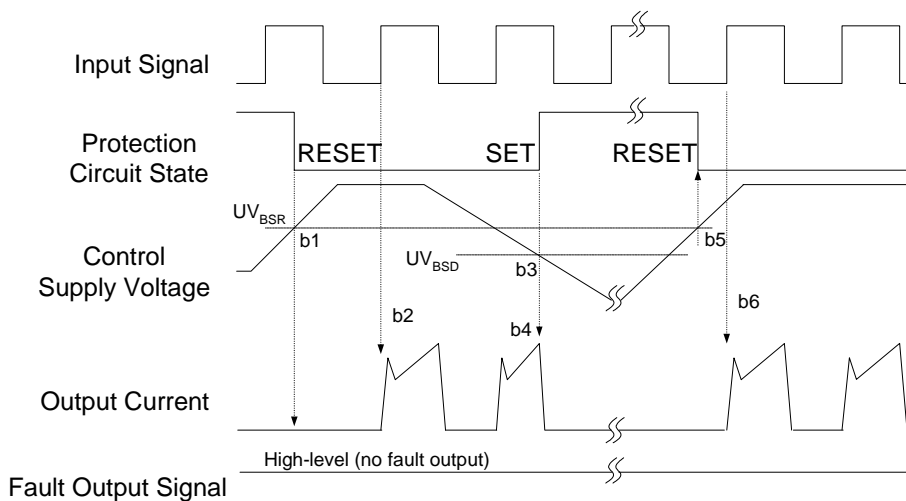 Input Signal
Protection
Circuit State
RESET
SET
RESET
UVBSR
b1
b5
Control
Supply Voltage
UVBSD
b3
b6
b2
b4
Output Current
High-level (no fault output)
Fault Output Signal